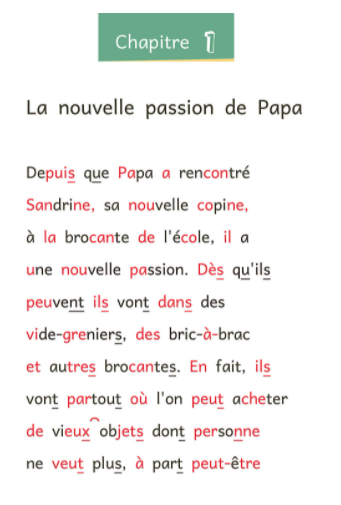 Chapitre 1
La nouvelle passion de Papa
Depuis que Papa a rencontré
Sandrine, sa nouvelle copine,
à la brocante de l'école, il a
une nouvelle passion. Dès qu'ils
peuvent ils vont dans des
vide-greniers, des bric-à-brac
et autres brocantes. En fait, ils
vont partout où l'on peut acheter
de vieux objets dont personne
ne veut plus, à part peut-être